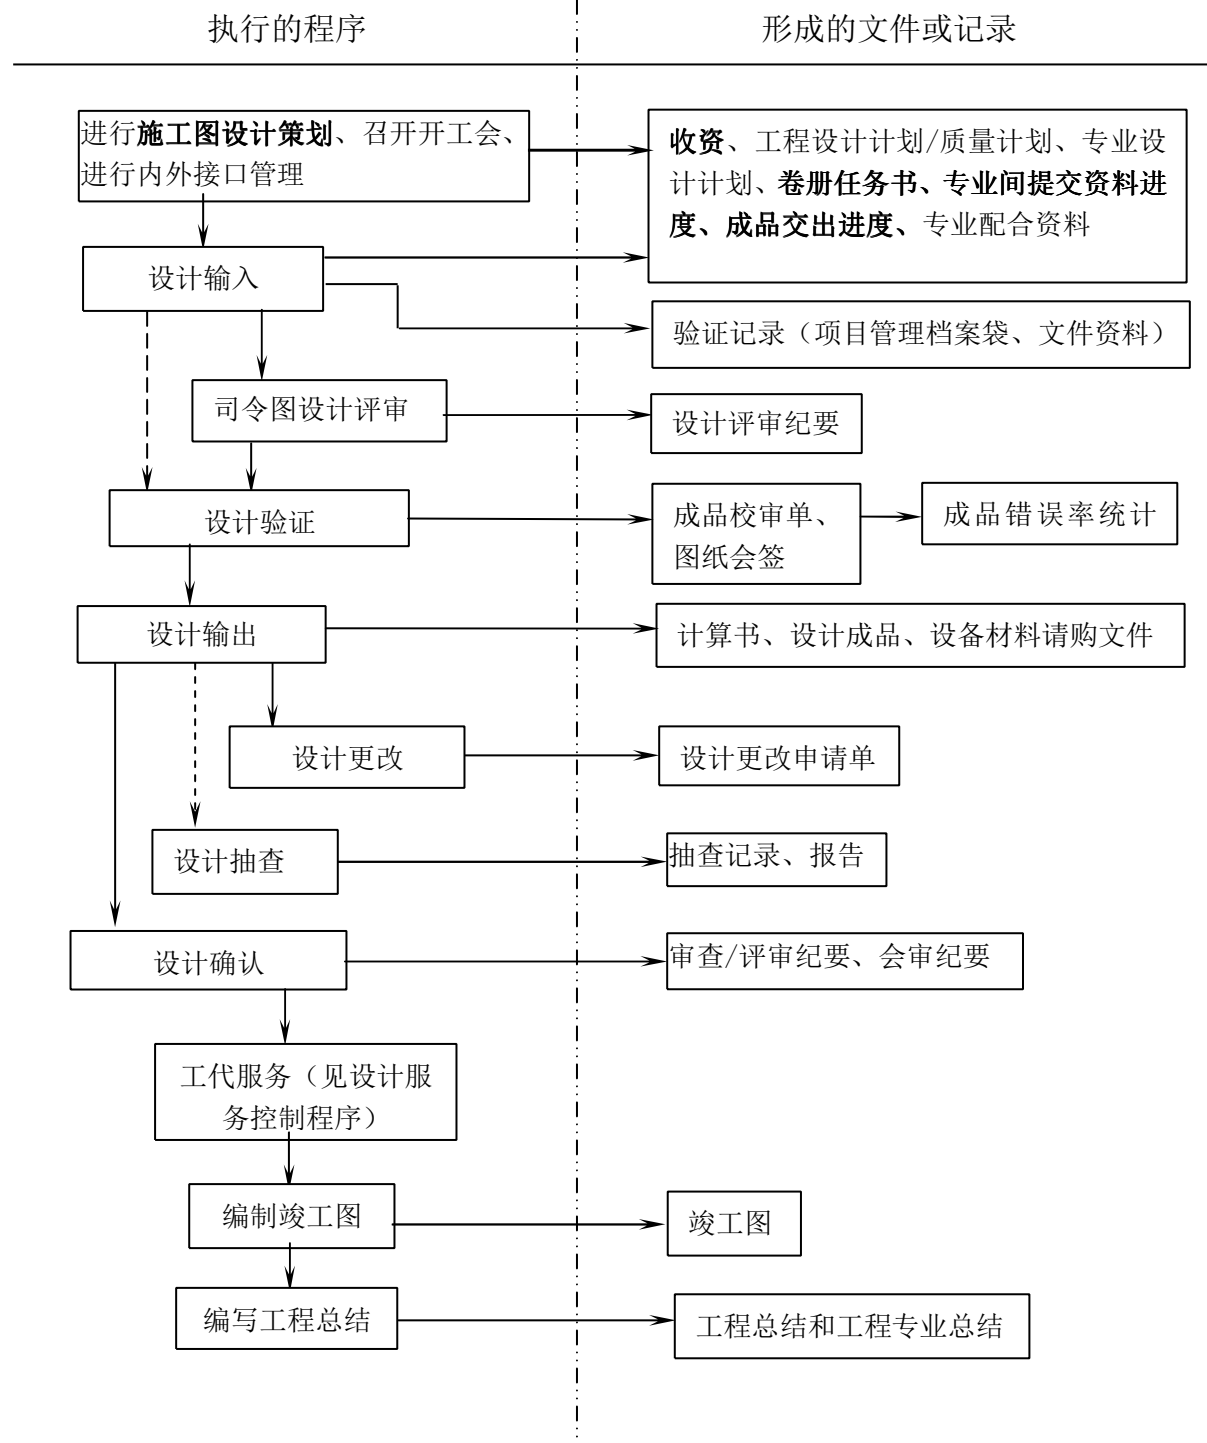 执行的程序
形成的文件或记录
进行施工图设计策划、召开开工会、
进行内外接口管理
收资、工程设计计划/质量计划、专业设
计计划、卷册任务书、专业间提交资料进
度、成品交出进度、专业配合资料
设计输入
验证记录（项目管理档案袋、文件资料）
司令图设计评审
设计评审纪要
设计验证
成品校审单、
图纸会签
成品错误率统计
设计输出
计算书、设计成品、设备材料请购文件
设计更改
设计更改申请单
设计抽查
抽查记录、报告
设计确认
审查/评审纪要、会审纪要
工代服务（见设计服
务控制程序）
编制竣工图
竣工图
编写工程总结
工程总结和工程专业总结